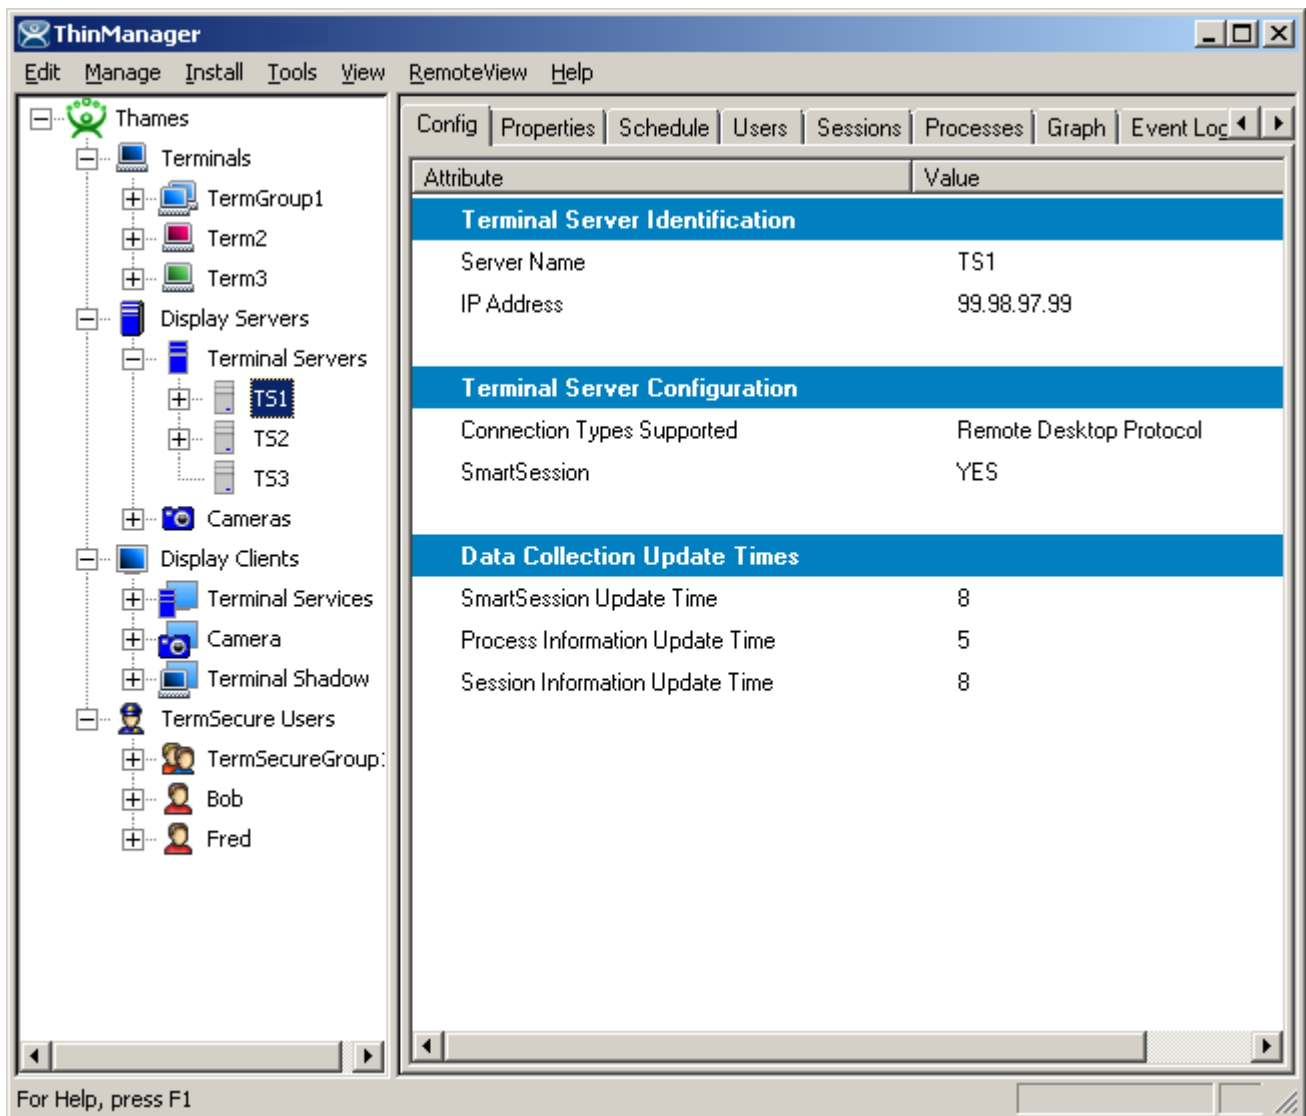 ThinManager
Edit Manage Install Tools View RemoteView Help
Thames
Terminals
TermGroup1
Term2
Term3
Display Servers
Terminal Servers
TS1
TS2
TS3
Cameras
Display Clients
Terminal Services
Camera
Terminal Shadow
TermSecure Users
TermSecureGroup1
Bob
Fred
Config Properties Schedule Users Sessions Processes Graph Event Log
Attribute Value
Terminal Server Identification
Server Name TS1
IP Address 99.98.97.99
Terminal Server Configuration
Connection Types Supported Remote Desktop Protocol
SmartSession YES
Data Collection Update Times
SmartSession Update Time 8
Process Information Update Time 5
Session Information Update Time 8
For Help, press F1